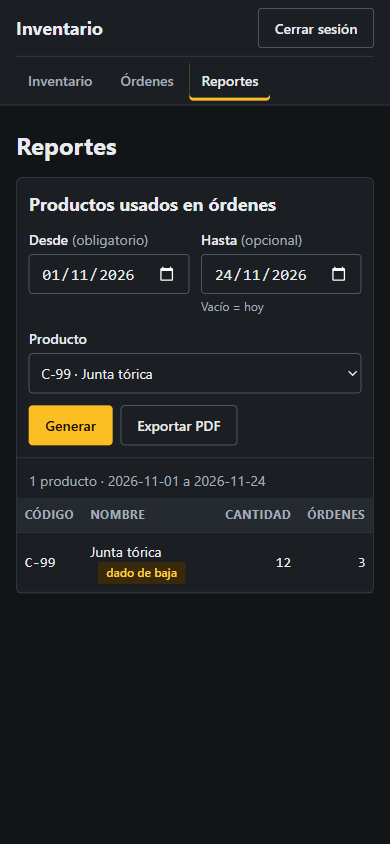 Inventario
Cerrar sesión
Inventario Órdenes Reportes
Reportes
Productos usados en órdenes
Desde (obligatorio) Hasta (opcional)
01/11/2026 24/11/2026
Vacío = hoy
Producto
C-99 · Junta tórica
Generar Exportar PDF
1 producto · 2026-11-01 a 2026-11-24
CÓDIGO NOMBRE CANTIDAD ÓRDENES
C-99 Junta tórica 12 3
dado de baja